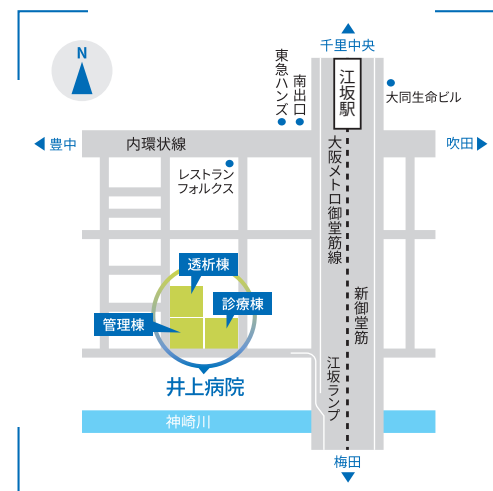 千里中央
N
東急ハンズ
南出口
江坂駅
大同生命ビル
豊中
内環状線
吹田
レストラン
フォルクス
大阪メトロ御堂筋線
透析棟
診療棟
管理棟
新御堂筋
井上病院
江坂ランプ
神崎川
梅田